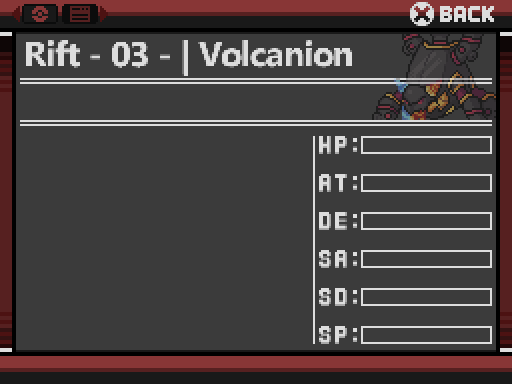 BACK
Rift - 03 - | Volcanion
HP:
AT:
DE:
SA:
SD:
SP: